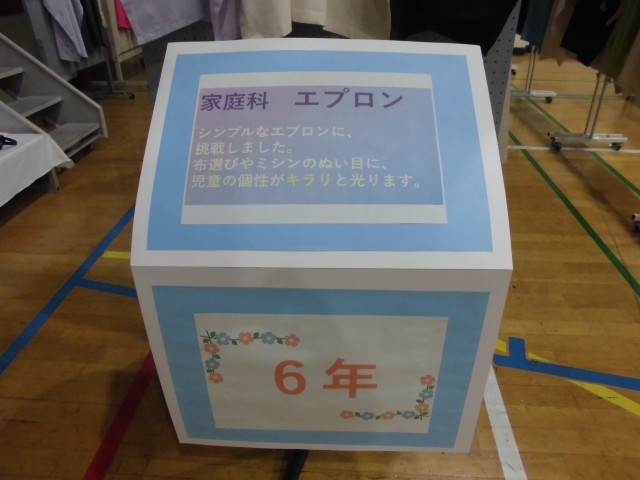 家庭科　エプロン
シンプルなエプロンに、
挑戦しました。
布選びやミシンのぬい目に、
児童の個性がキラリと光ります。
６年